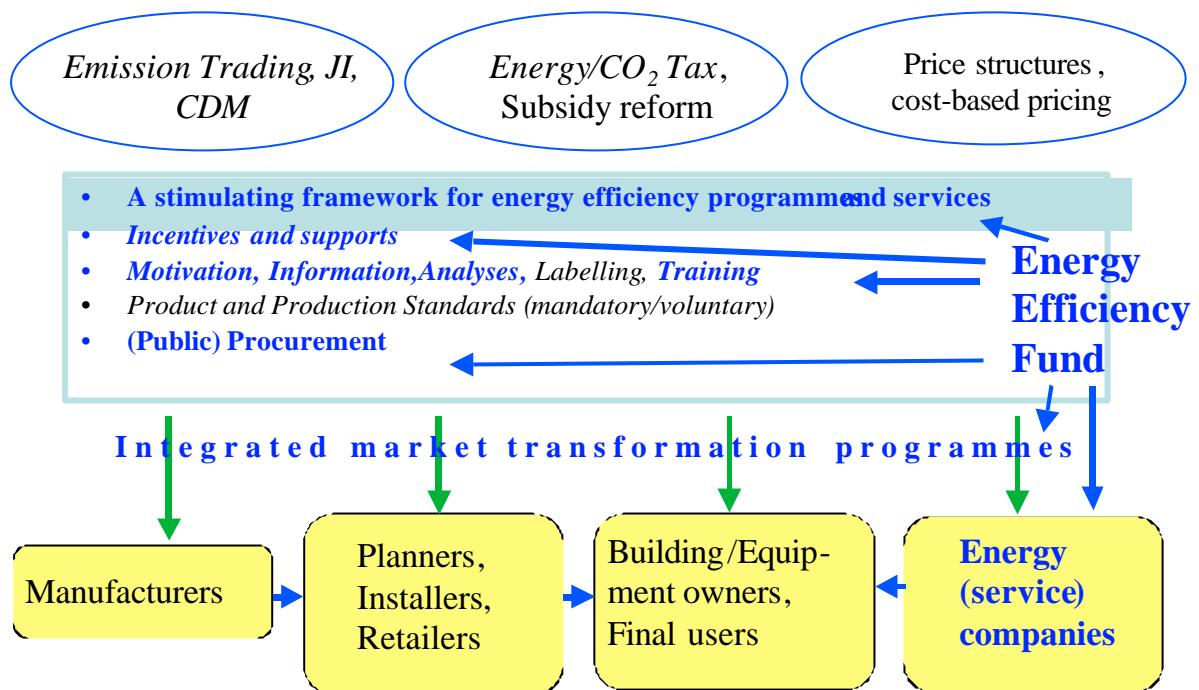 Emission Trading, JI,
CDM
Energy/CO₂ Tax,
Subsidy reform
Price structures,
cost-based pricing
• A stimulating framework for energy efficiency programmes and services
• Incentives and supports
• Motivation, Information, Analyses, Labelling, Training
• Product and Production Standards (mandatory/voluntary)
• (Public) Procurement
Energy
Efficiency
Fund
Integrated market transformation programmes
Manufacturers
Planners,
Installers,
Retailers
Building/Equip-
ment owners,
Final users
Energy
(service)
companies